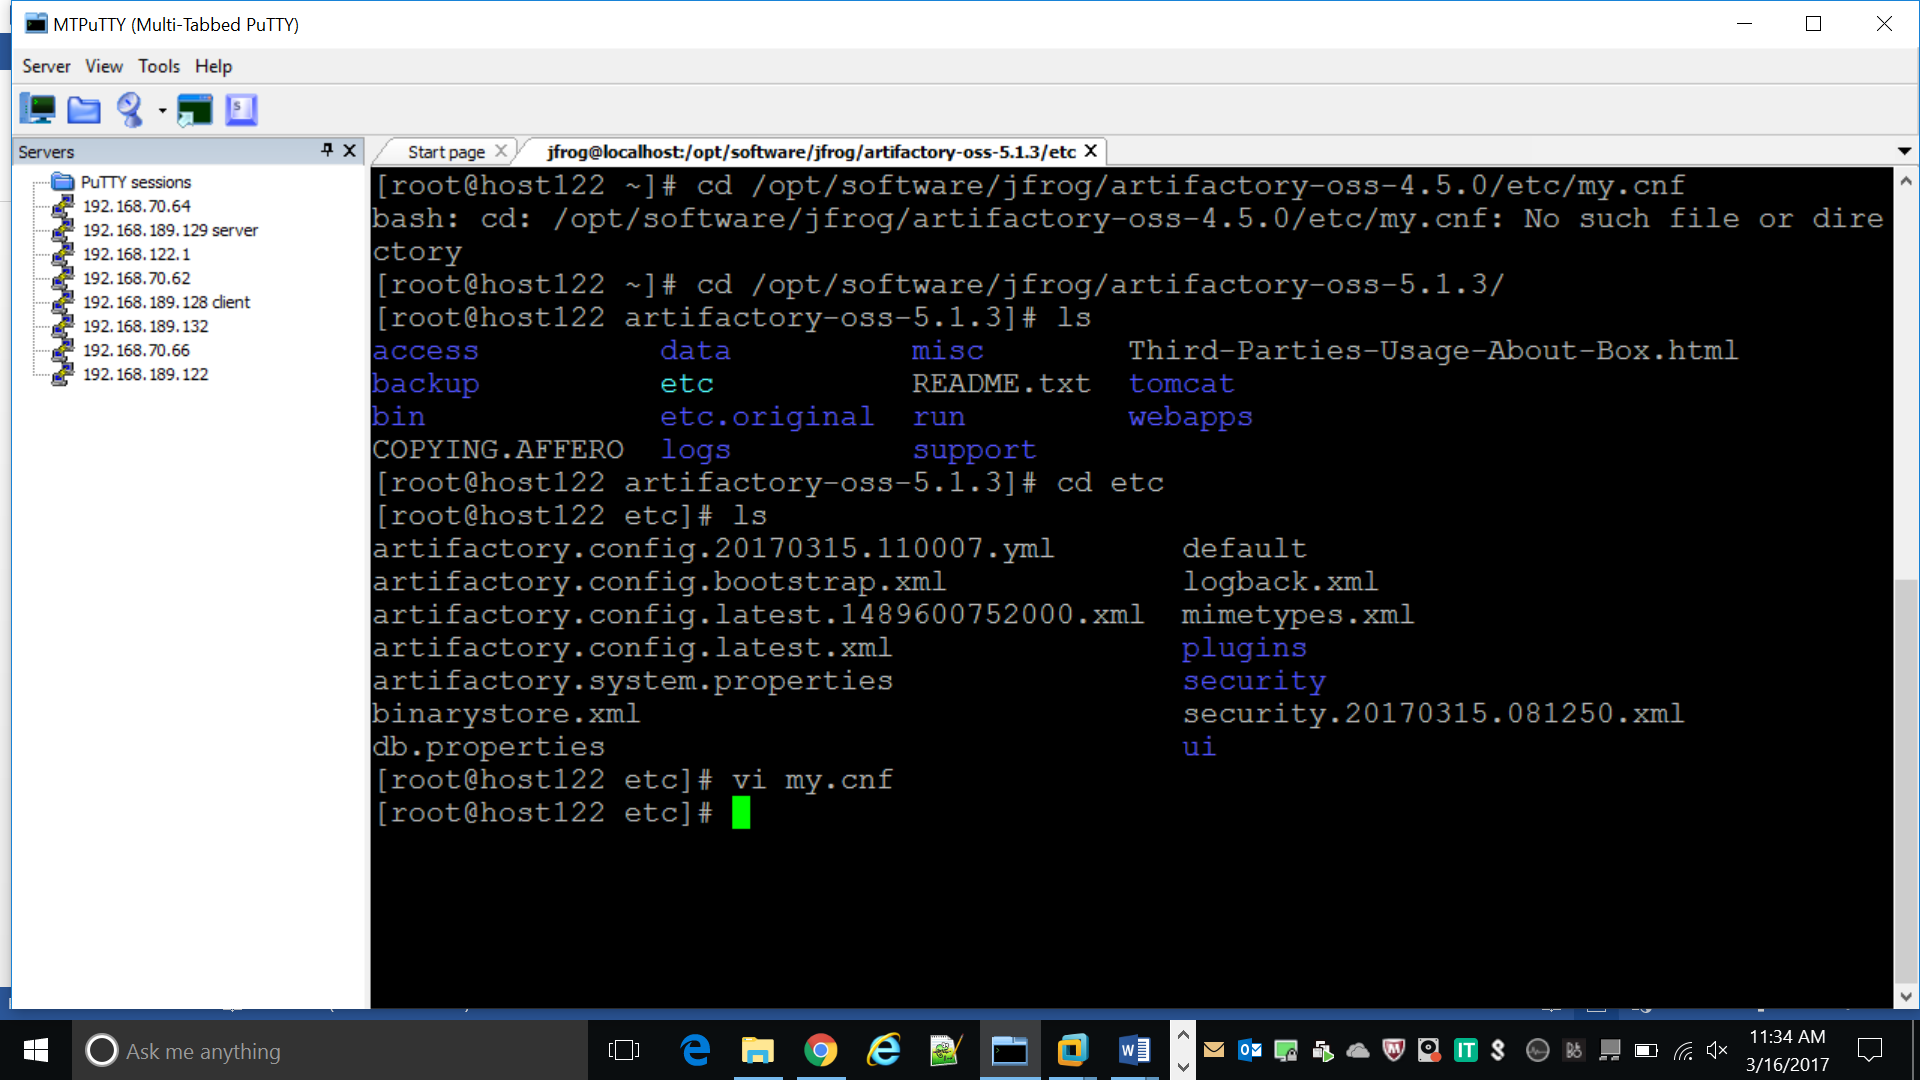 MTPuTTY (Multi-Tabbed PuTTY)
Server View Tools Help
Servers
PuTTY sessions
192.168.70.64
192.168.189.129 server
192.168.122.1
192.168.70.62
192.168.189.128 client
192.168.189.132
192.168.70.66
192.168.189.122
Start page jfrog@localhost:/opt/software/jfrog/artifactory-oss-5.1.3/etc
[root@host122 ~]# cd /opt/software/jfrog/artifactory-oss-4.5.0/etc/my.cnf
bash: cd: /opt/software/jfrog/artifactory-oss-4.5.0/etc/my.cnf: No such file or dire
ctory
[root@host122 ~]# cd /opt/software/jfrog/artifactory-oss-5.1.3/
[root@host122 artifactory-oss-5.1.3]# ls
access data misc Third-Parties-Usage-About-Box.html
backup etc README.txt tomcat
bin etc.original run webapps
COPYING.AFFERO logs support
[root@host122 artifactory-oss-5.1.3]# cd etc
[root@host122 etc]# ls
artifactory.config.20170315.110007.yml default
artifactory.config.bootstrap.xml logback.xml
artifactory.config.latest.1489600752000.xml mimetypes.xml
artifactory.config.latest.xml plugins
artifactory.system.properties security
binarystore.xml security.20170315.081250.xml
db.properties ui
[root@host122 etc]# vi my.cnf
[root@host122 etc]#
Ask me anything
11:34 AM
3/16/2017